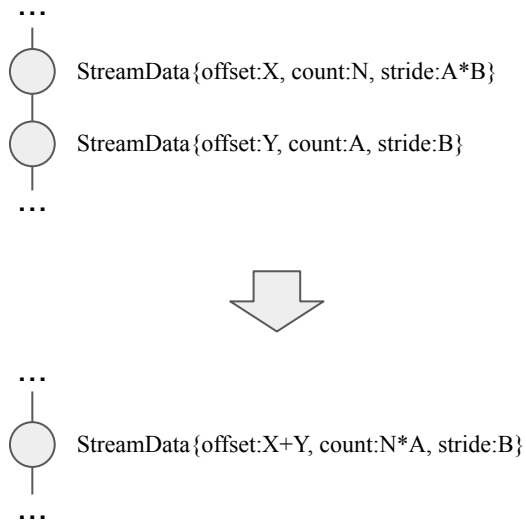 ...
StreamData{offset:X, count:N, stride:A*B}
StreamData{offset:Y, count:A, stride:B}
...
...
StreamData{offset:X+Y, count:N*A, stride:B}
...